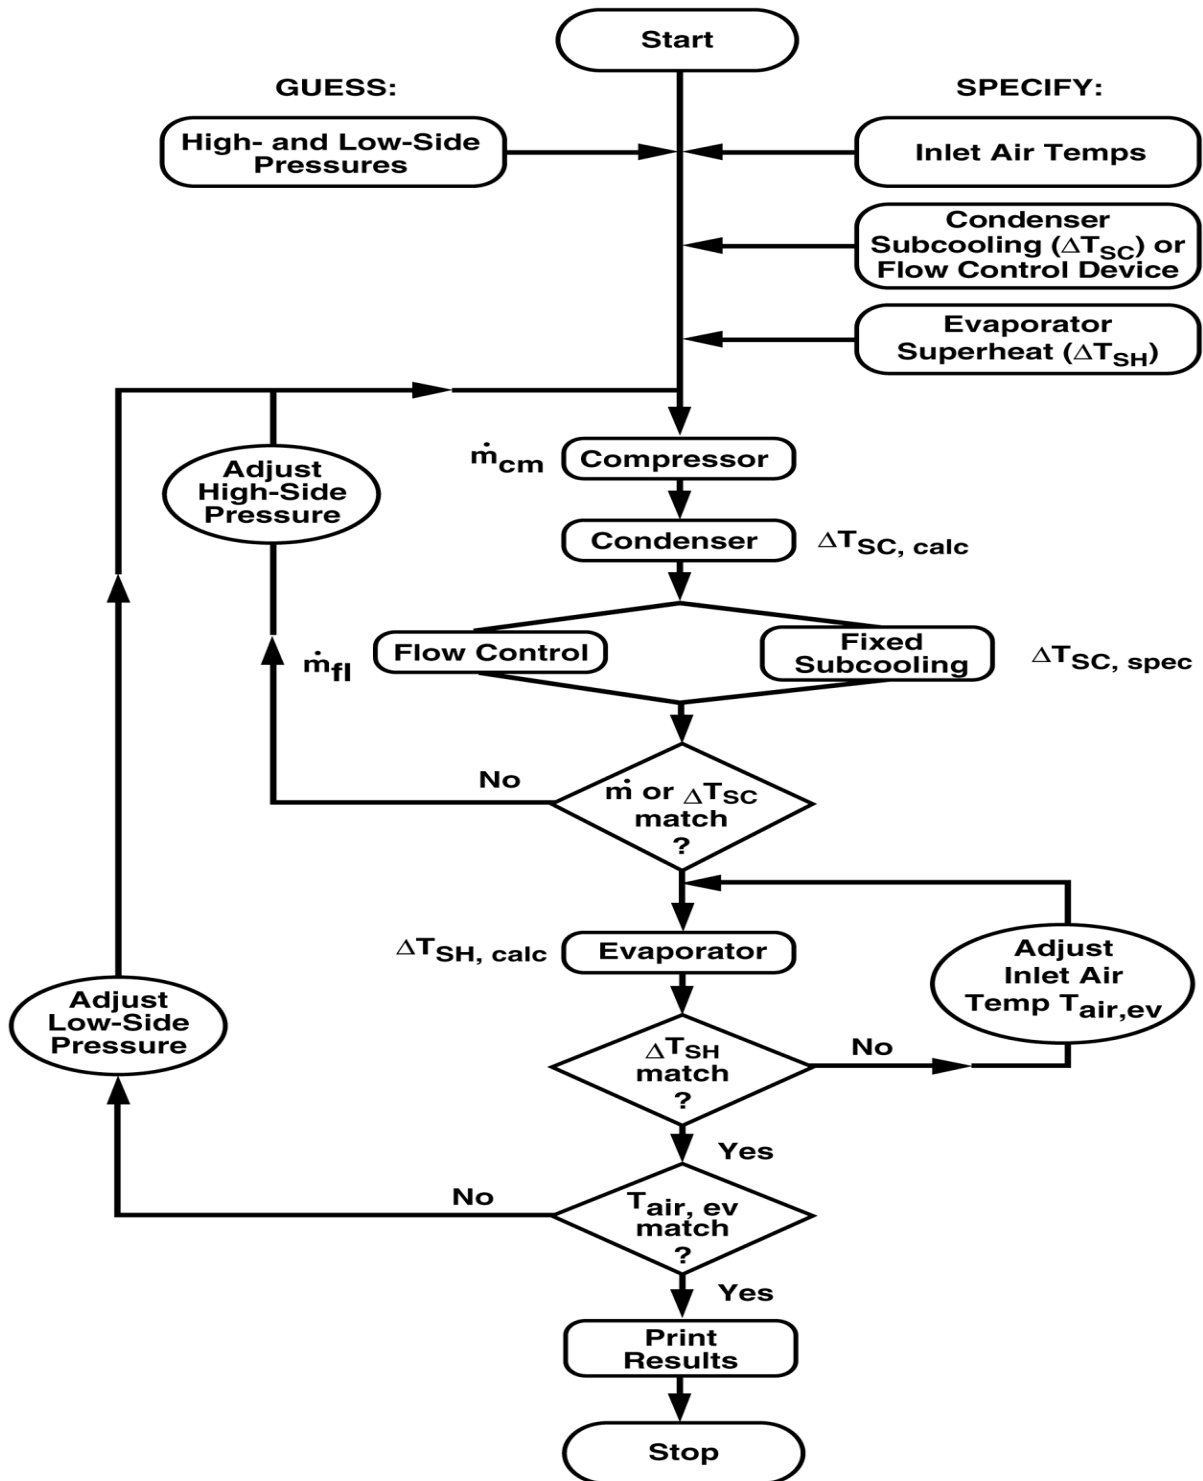 Start
GUESS:
SPECIFY:
High- and Low-Side
Pressures
Inlet Air Temps
Condenser
Subcooling (ΔTSC) or
Flow Control Device
Evaporator
Superheat (ΔTSH)
Adjust
High-Side
Pressure
ṁcm
Compressor
Condenser
ΔTSC, calc
Flow Control
Fixed
Subcooling
ΔTSC, spec
ṁfl
No
ṁ or ΔTSC
match
?
ΔTSH, calc
Evaporator
Adjust
Inlet Air
Temp Tair,ev
Adjust
Low-Side
Pressure
ΔTSH
match
?
No
Yes
No
Tair, ev
match
?
Yes
Print
Results
Stop